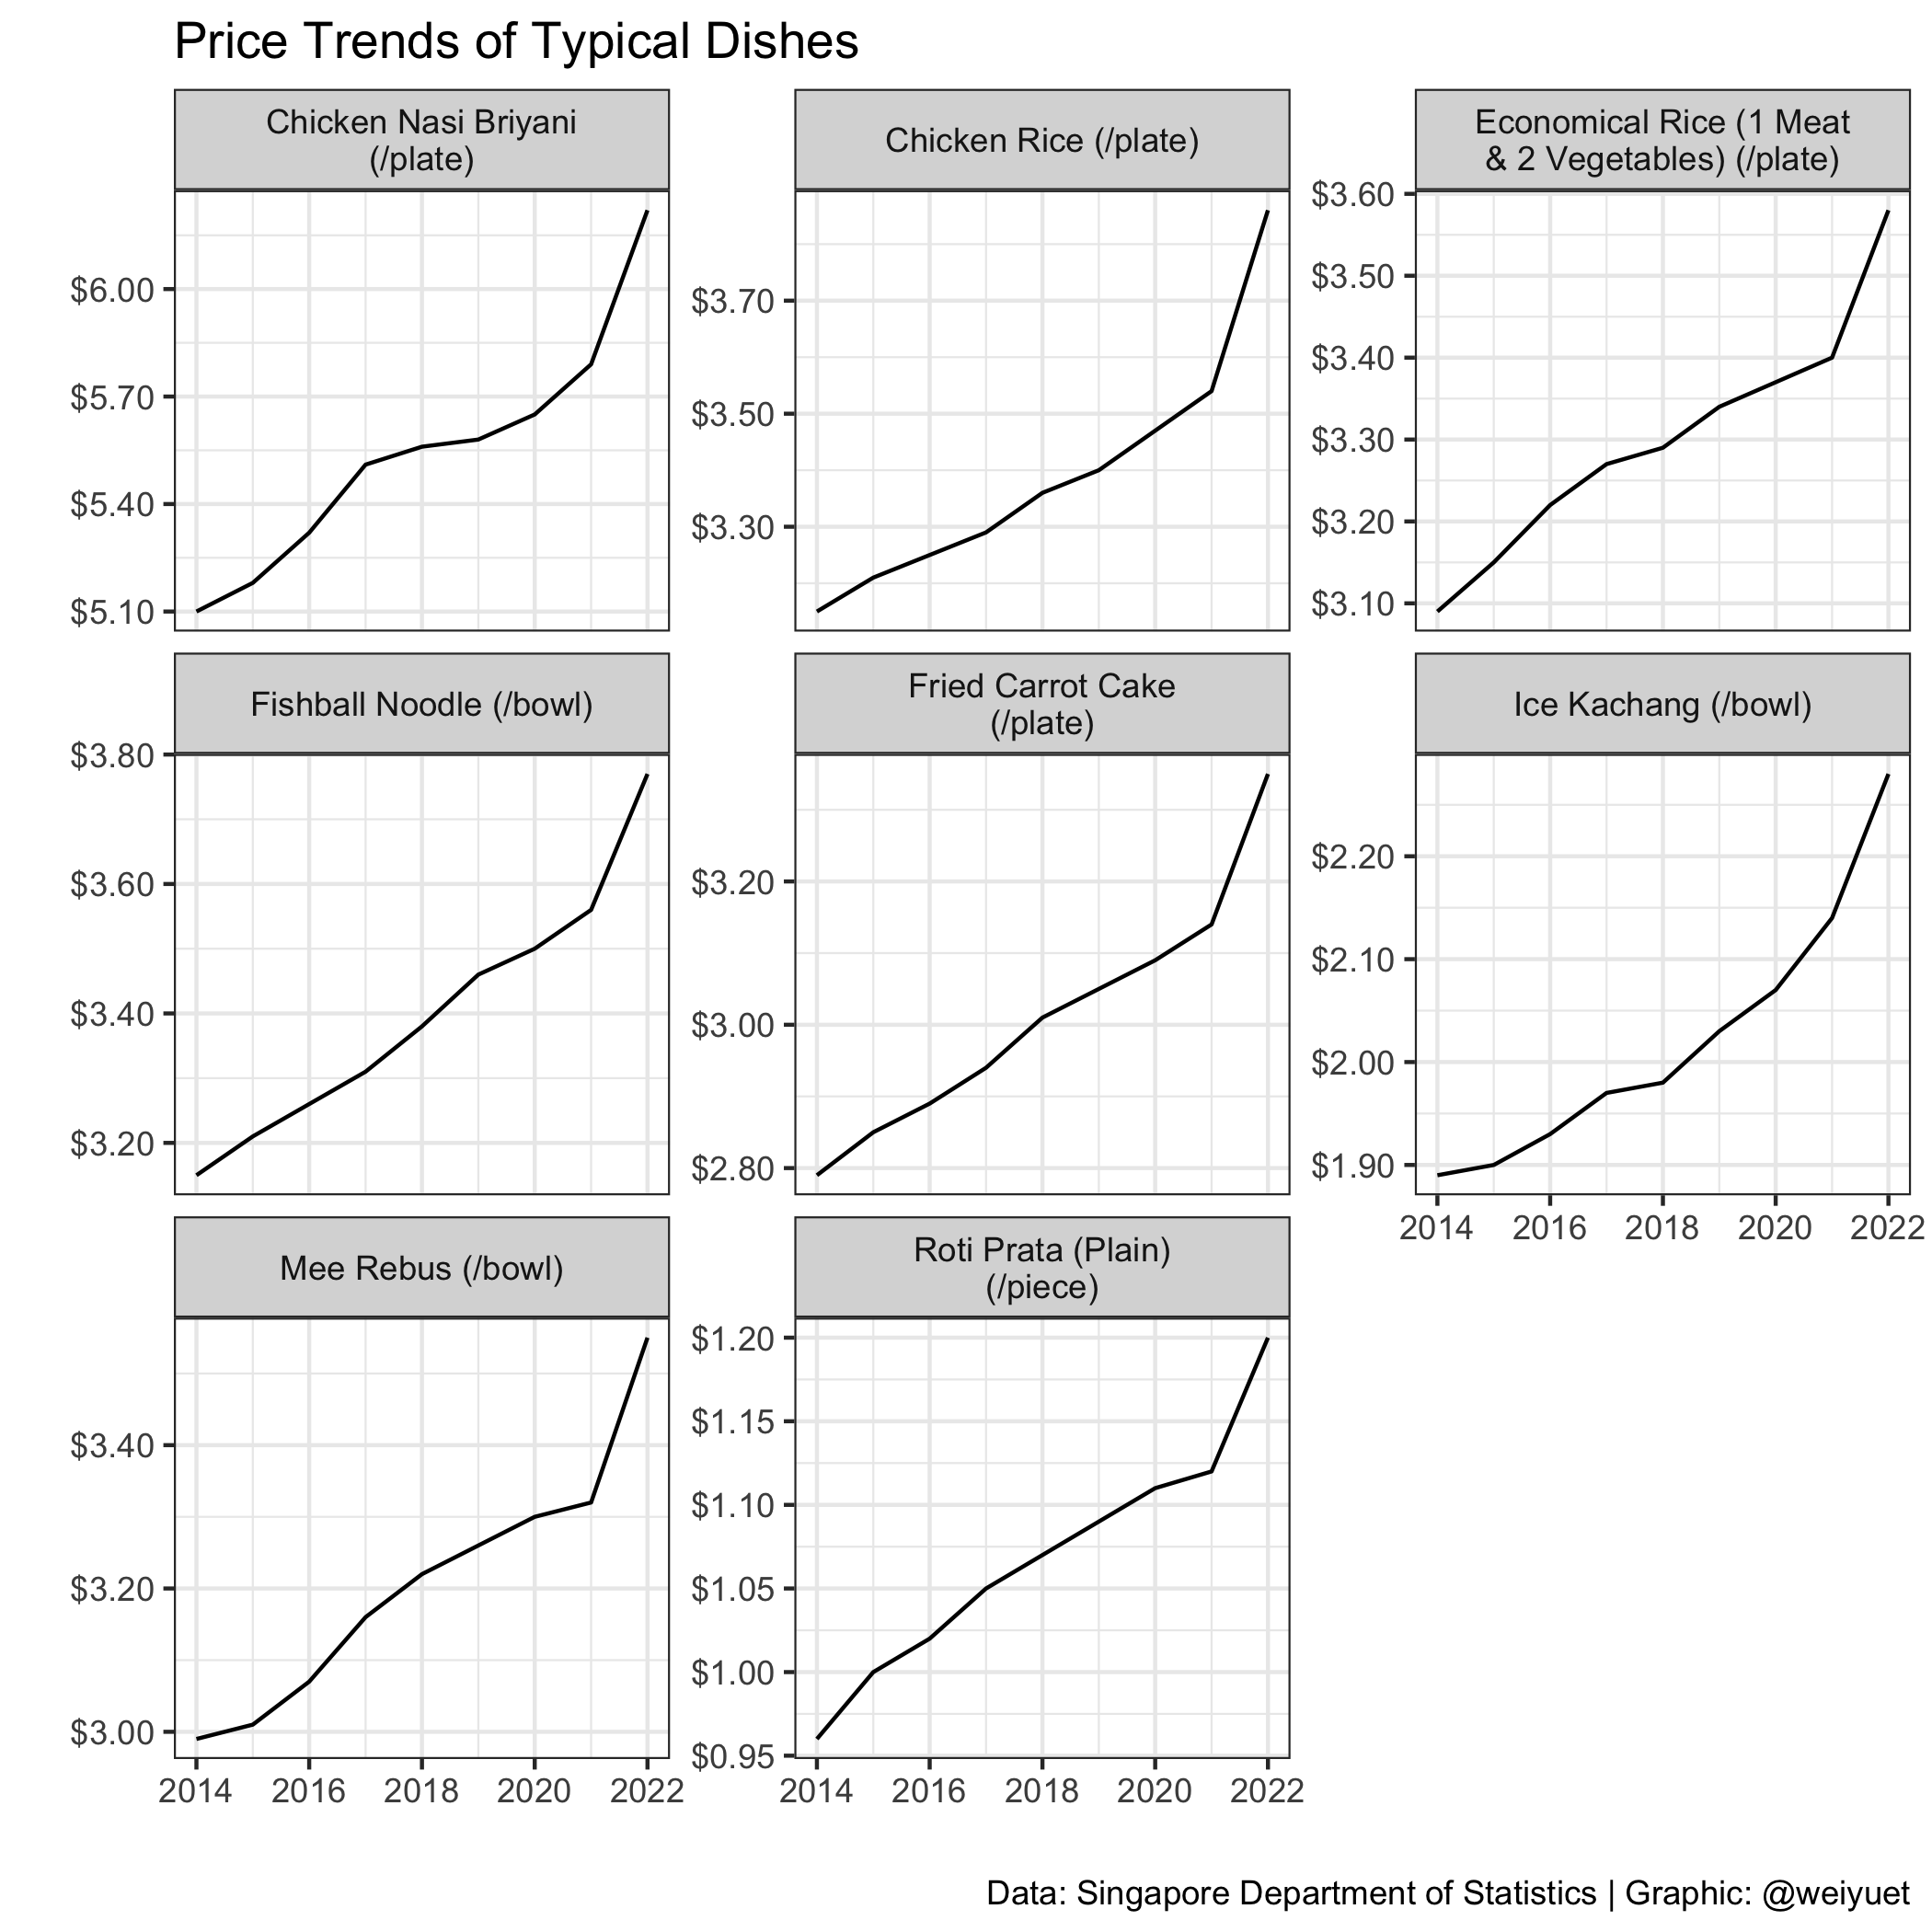 Price Trends of Typical Dishes
Chicken Nasi Briyani
(/plate)
$6.00
$5.70
$5.40
$5.10
Chicken Rice (/plate)
$3.70
$3.50
$3.30
Economical Rice (1 Meat
& 2 Vegetables) (/plate)
$3.60
$3.50
$3.40
$3.30
$3.20
$3.10
Fishball Noodle (/bowl)
$3.80
$3.60
$3.40
$3.20
Fried Carrot Cake
(/plate)
$3.20
$3.00
$2.80
Ice Kachang (/bowl)
$2.20
$2.10
$2.00
$1.90
2014 2016 2018 2020 2022
Mee Rebus (/bowl)
$3.40
$3.20
$3.00
2014 2016 2018 2020 2022
Roti Prata (Plain)
(/piece)
$1.20
$1.15
$1.10
$1.05
$1.00
$0.95
2014 2016 2018 2020 2022
Data: Singapore Department of Statistics | Graphic: @weiyuet